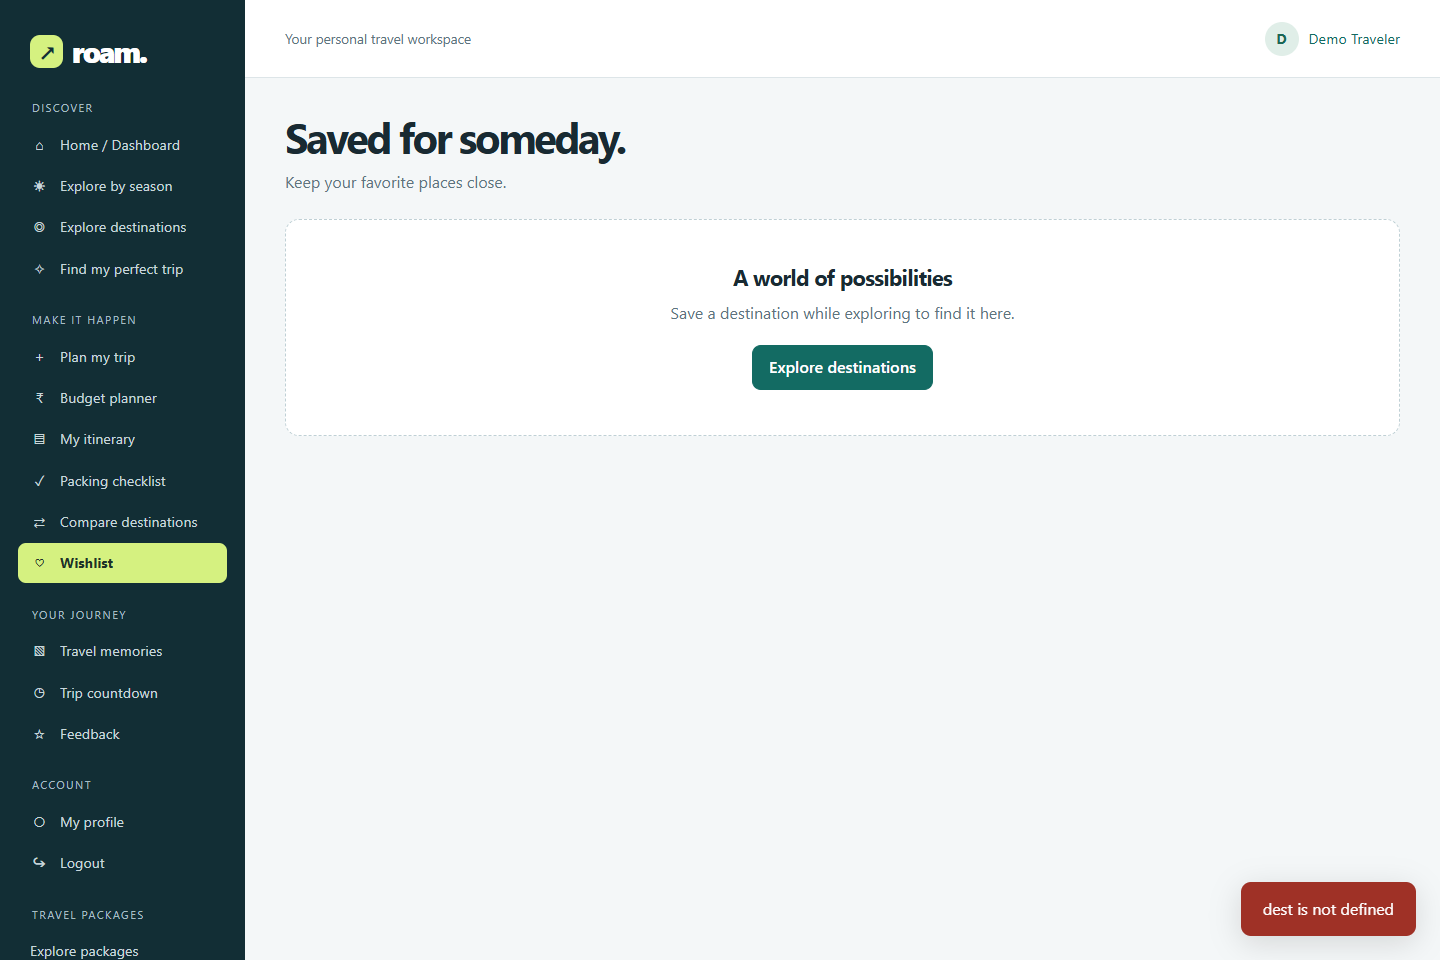 roam.
DISCOVER
Home / Dashboard
Explore by season
Explore destinations
Find my perfect trip
MAKE IT HAPPEN
Plan my trip
₹ Budget planner
My itinerary
Packing checklist
Compare destinations
Wishlist
YOUR JOURNEY
Travel memories
Trip countdown
Feedback
ACCOUNT
My profile
Logout
TRAVEL PACKAGES
Explore packages
Your personal travel workspace
D Demo Traveler
Saved for someday.
Keep your favorite places close.
A world of possibilities
Save a destination while exploring to find it here.
Explore destinations
dest is not defined